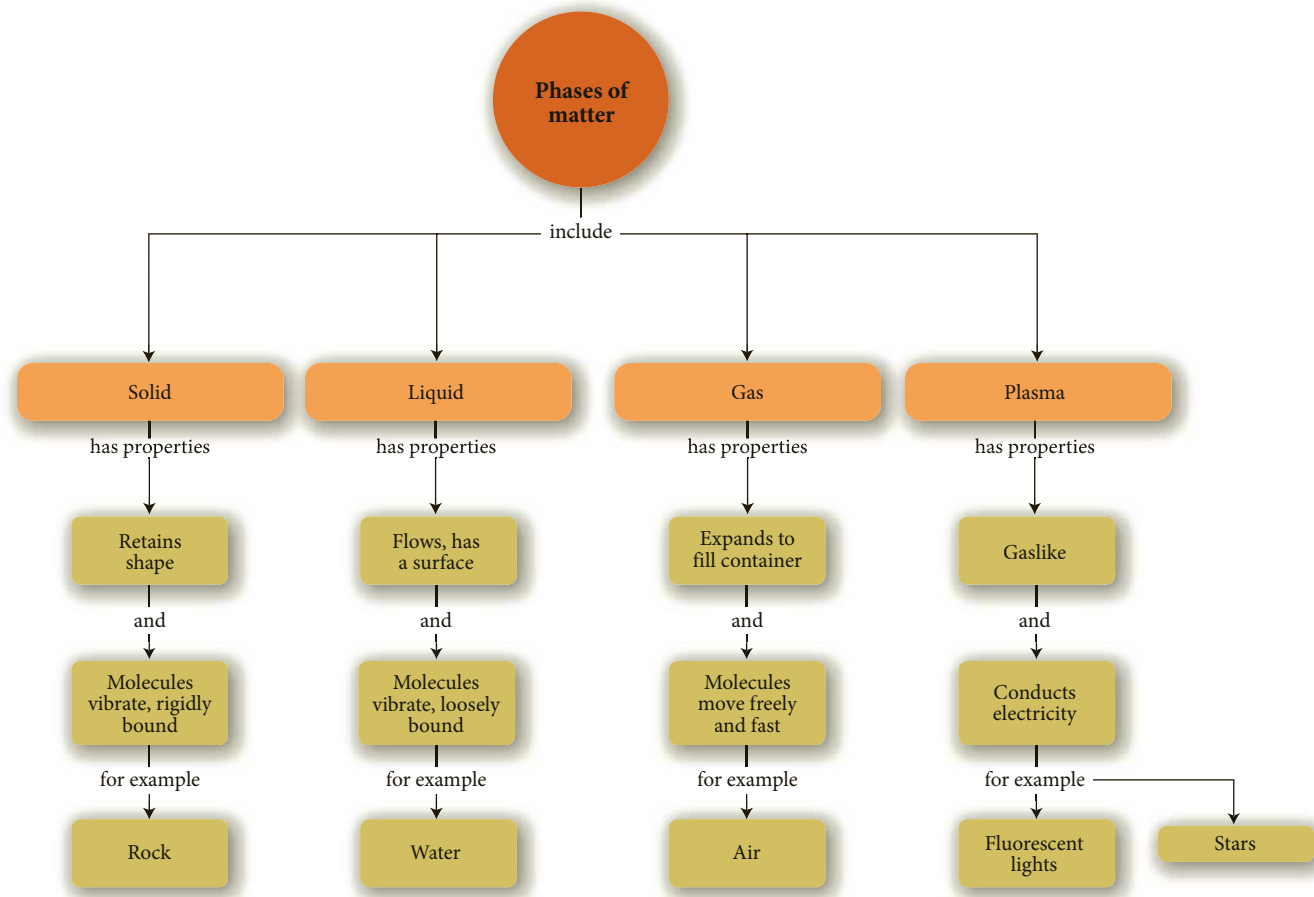 Phases of
matter
include
Solid
Liquid
Gas
Plasma
has properties
has properties
has properties
has properties
Retains
shape
Flows, has
a surface
Expands to
fill container
Gaslike
and
and
and
and
Molecules
vibrate, rigidly
bound
Molecules
vibrate, loosely
bound
Molecules
move freely
and fast
Conducts
electricity
for example
for example
for example
for example
Rock
Water
Air
Fluorescent
lights
Stars